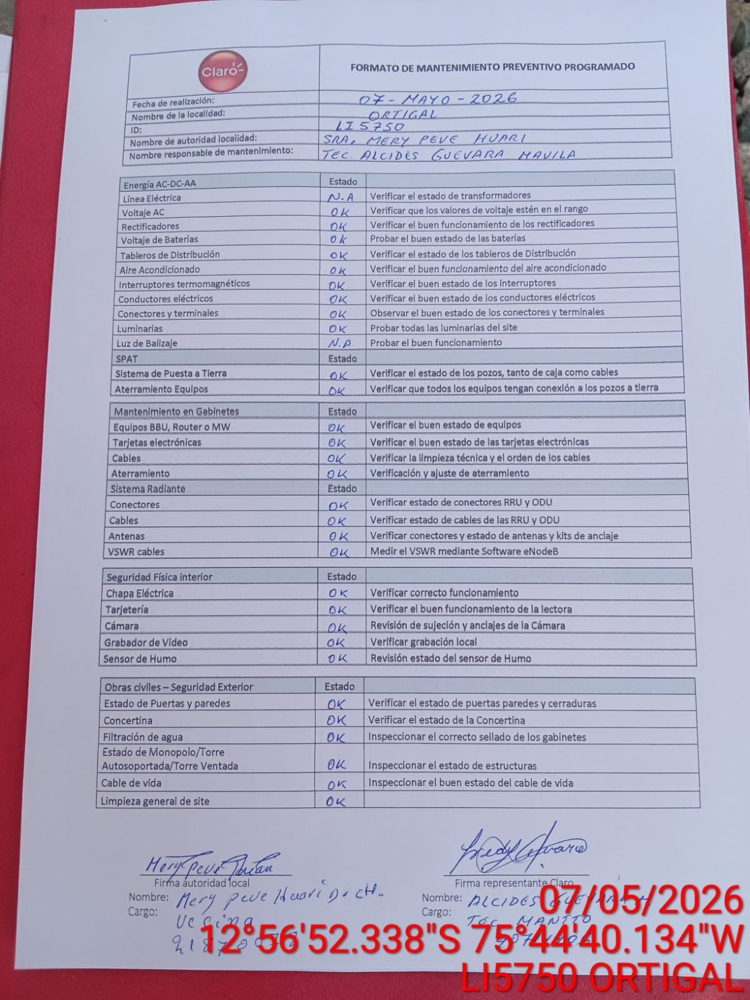 Claro
FORMATO DE MANTENIMIENTO PREVENTIVO PROGRAMADO
Fecha de realización: 07-MAYO-2026
Nombre de la localidad: ORTIGAL
ID: LI5750
Nombre de autoridad localidad: SRA. MERY PEVE HUARI
Nombre responsable de mantenimiento: TEC. ALCIDES GUEVARA MAVILA
Energía AC-DC-AA Estado
Línea Eléctrica N.A Verificar el estado de transformadores
Voltaje AC OK Verificar que los valores de voltaje estén en el rango
Rectificadores OK Verificar el buen funcionamiento de los rectificadores
Voltaje de Baterías OK Probar el buen estado de las baterías
Tableros de Distribución OK Verificar el estado de los tableros de Distribución
Aire Acondicionado OK Verificar el buen funcionamiento del aire acondicionado
Interruptores termomagnéticos OK Verificar el buen estado de los interruptores
Conductores eléctricos OK Verificar el buen estado de los conductores eléctricos
Conectores y terminales OK Observar el buen estado de los conectores y terminales
Luminarias OK Probar todas las luminarias del site
Luz de Balizaje N.A Probar el buen funcionamiento
SPAT Estado
Sistema de Puesta a Tierra OK Verificar el estado de los pozos, tanto de caja como cables
Aterramiento Equipos OK Verificar que todos los equipos tengan conexión a los pozos a tierra
Mantenimiento en Gabinetes Estado
Equipos BBU, Router o MW OK Verificar el buen estado de equipos
Tarjetas electrónicas OK Verificar el buen estado de las tarjetas electrónicas
Cables OK Verificar la limpieza técnica y el orden de los cables
Aterramiento OK Verificación y ajuste de aterramiento
Sistema Radiante Estado
Conectores OK Verificar estado de conectores RRU y ODU
Cables OK Verificar estado de cables de las RRU y ODU
Antenas OK Verificar conectores y estado de antenas y kits de anclaje
VSWR cables OK Medir el VSWR mediante Software eNodeB
Seguridad Física interior Estado
Chapa Eléctrica OK Verificar correcto funcionamiento
Tarjetería OK Verificar el buen funcionamiento de la lectora
Cámara OK Revisión de sujeción y anclajes de la Cámara
Grabador de Video OK Verificar grabación local
Sensor de Humo OK Revisión estado del sensor de Humo
Obras civiles – Seguridad Exterior Estado
Estado de Puertas y paredes OK Verificar el estado de puertas paredes y cerraduras
Concertina OK Verificar el estado de la Concertina
Filtración de agua OK Inspeccionar el correcto sellado de los gabinetes
Estado de Monopolo/Torre
Autosoportada/Torre Ventada OK Inspeccionar el estado de estructuras
Cable de vida OK Inspeccionar el buen estado del cable de vida
Limpieza general de site OK
Mery Peve
Firma autoridad local Firma representante Claro
Nombre: Mery Peve Huari Nombre: ALCIDES GUEVARA M.
Cargo: Vecina Cargo: TEC. MANTTO
07/05/2026
12°56'52.338"S 75°44'40.134"W
LI5750 ORTIGAL